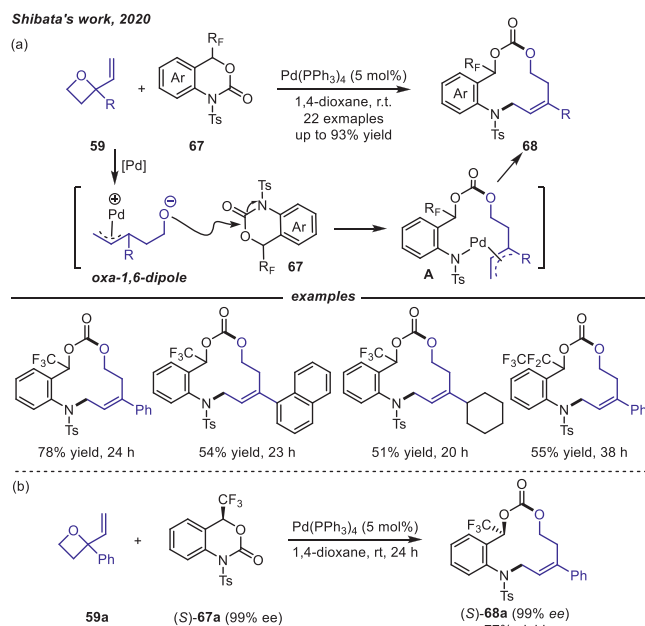 Shibata's work, 2020
(a)
O
R
59
+
RF
Ar
O
N
O
Ts
67
Pd(PPh3)4 (5 mol%)
1,4-dioxane, r.t.
22 exmaples
up to 93% yield
O
O
O
RF
Ar
N
Ts
R
68
[Pd]
⊕
Pd
R
O
⊖
oxa-1,6-dipole
Ts
N
O
O
Ar
RF
67
O
O
O
RF
N
Pd
Ts
R
A
examples
O
O
O
F3C
N
Ts
Ph
78% yield, 24 h
O
O
O
F3C
N
Ts
54% yield, 23 h
O
O
O
F3C
N
Ts
51% yield, 20 h
O
O
O
F3CF2C
N
Ts
Ph
55% yield, 38 h
(b)
O
Ph
59a
+
CF3
O
N
O
Ts
(S)-67a (99% ee)
Pd(PPh3)4 (5 mol%)
1,4-dioxane, rt, 24 h
O
O
O
F3C
N
Ts
Ph
(S)-68a (99% ee)